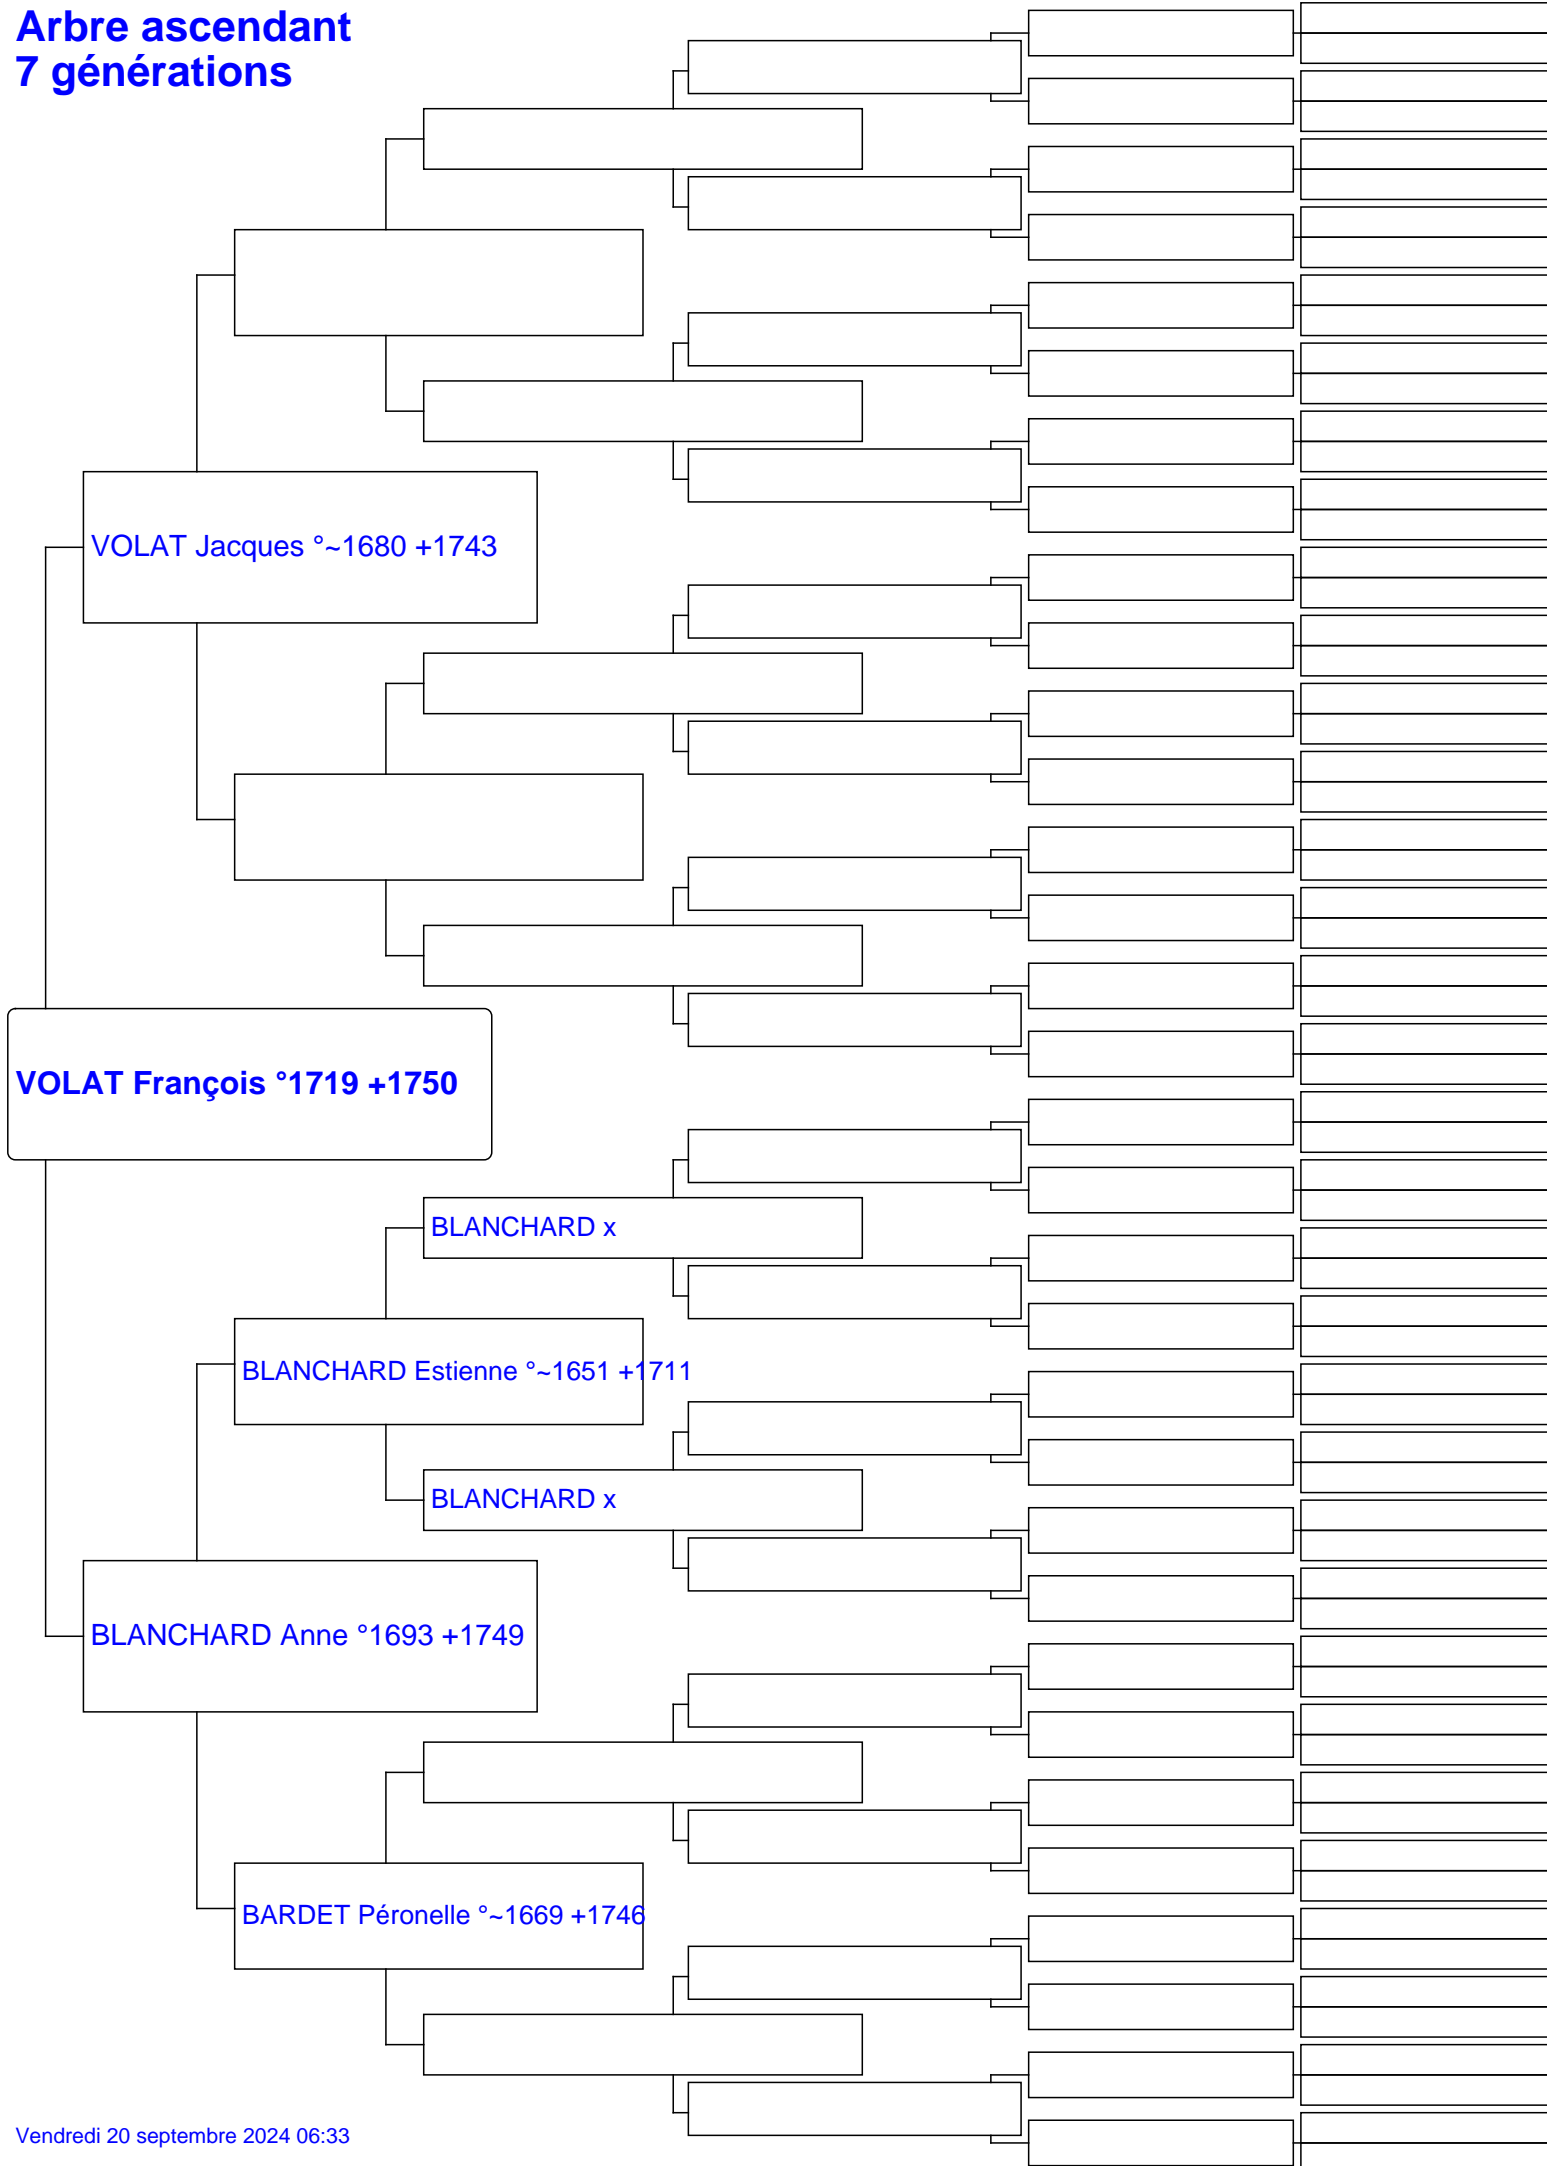 Arbre ascendant
7 générations
VOLAT Jacques °~1680 +1743
VOLAT François °1719 +1750
BLANCHARD x
BLANCHARD Estienne °~1651 +1711
BLANCHARD x
BLANCHARD Anne °1693 +1749
BARDET Péronelle °~1669 +1746
Vendredi 20 septembre 2024 06:33